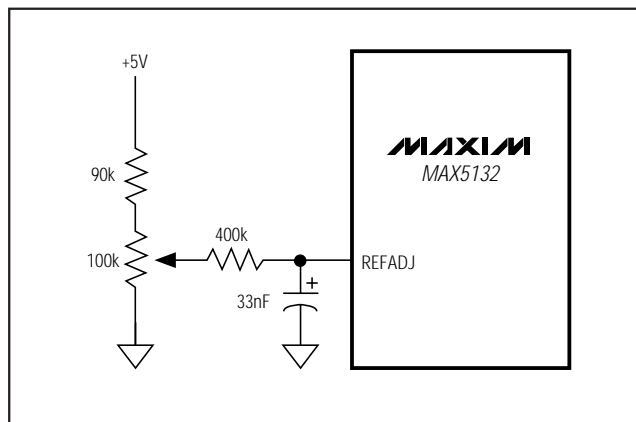 +5V
MAXIM
MAX5132
90k
400k
100k
REFADJ
+
33nF